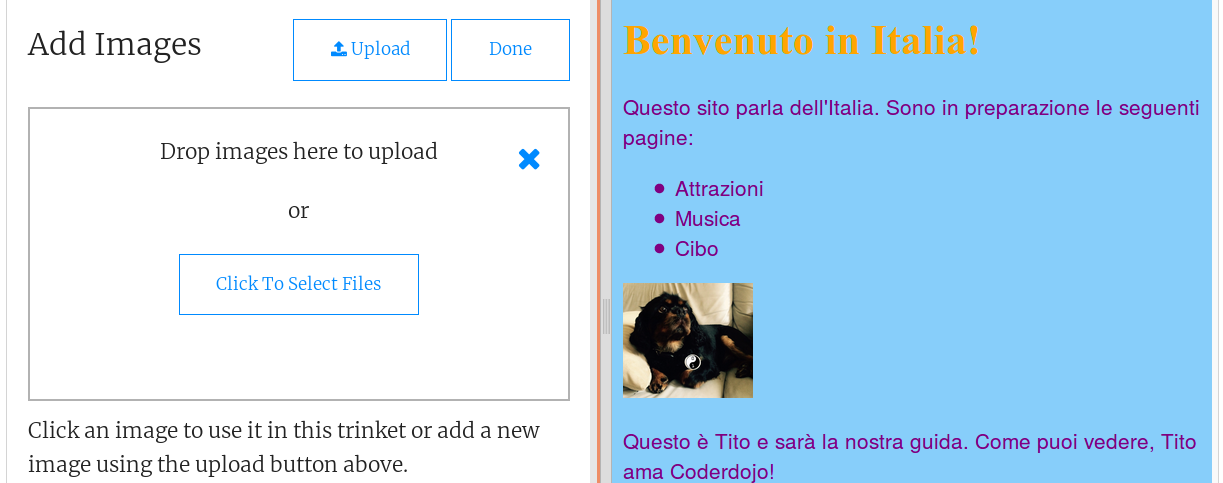 Add Images
Upload
Done
Drop images here to upload
or
Click To Select Files
Click an image to use it in this trinket or add a new
image using the upload button above.
Benvenuto in Italia!
Questo sito parla dell'Italia. Sono in preparazione le seguenti
pagine:
Attrazioni
Musica
Cibo
Questo è Tito e sarà la nostra guida. Come puoi vedere, Tito
ama Coderdojo!